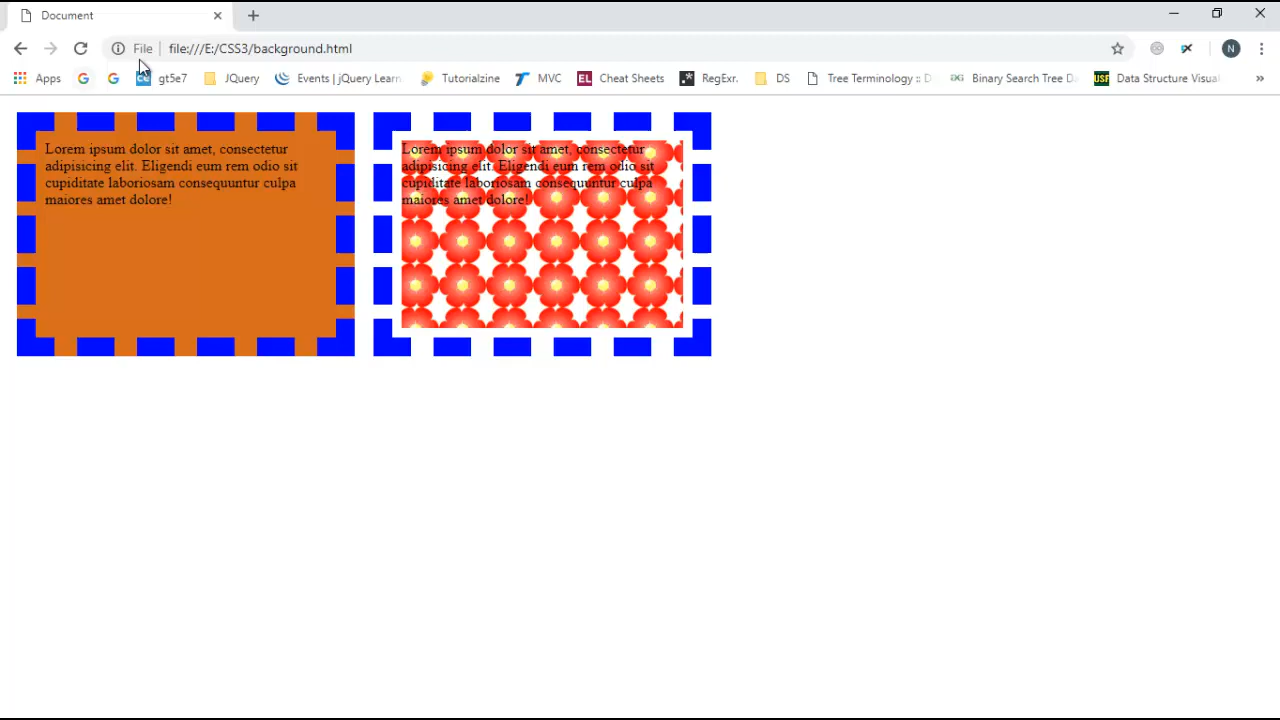 Document
File
file:///E:/CSS3/background.html
N
Apps
G
G
gt5e7
JQuery
Events | jQuery Learn
Tutorialzine
MVC
EL Cheat Sheets
.* RegExr.
DS
Tree Terminology :: D
Binary Search Tree D
USF Data Structure Visual
»
Lorem ipsum dolor sit amet, consectetur
adipisicing elit. Eligendi eum rem odio sit
cupiditate laboriosam consequuntur culpa
maiores amet dolore!
Lorem ipsum dolor sit amet, consectetur
adipisicing elit. Eligendi eum rem odio sit
cupiditate laboriosam consequuntur culpa
maiores amet dolore!